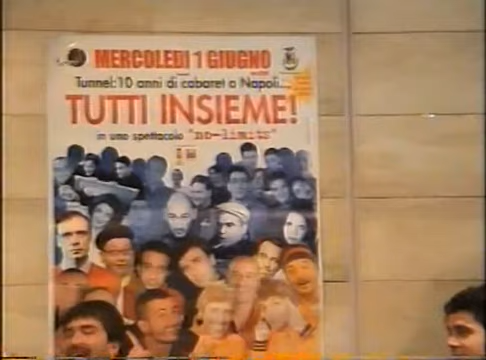 MERCOLEDI 1 GIUGNO
Tunnel: 10 anni di cabaret a Napoli...
TUTTI INSIEME!
in uno spettacolo "no-limits"